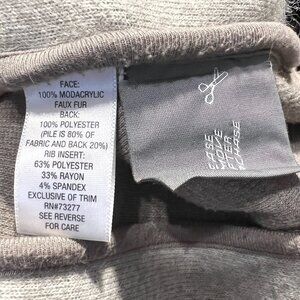 FACE:
100% MODACRYLIC
FAUX FUR
BACK:
100% POLYESTER
(PILE IS 80% OF
FABRIC AND BACK 20%)
RIB INSERT:
63% POLYESTER
33% RAYON
4% SPANDEX
EXCLUSIVE OF TRIM
RN#73277
SEE REVERSE
FOR CARE